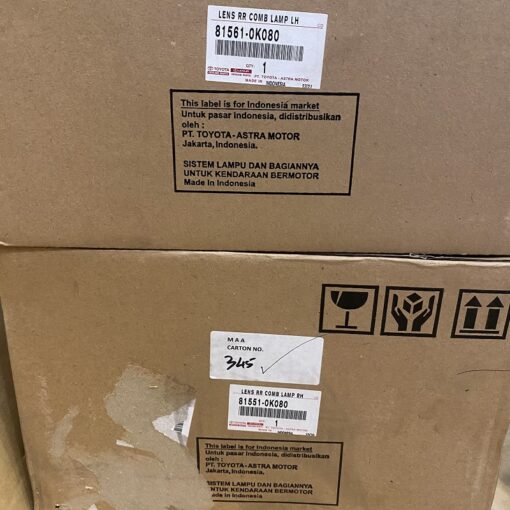 LENS RR COMB LAMP LH
81561-0K080
QTY:
1
TOYOTA
PT. TOYOTA - ASTRA MOTOR
MADE IN INDONESIA
This label is for Indonesia market
Untuk pasar Indonesia, didistribusikan
oleh :
PT. TOYOTA - ASTRA MOTOR
Jakarta, Indonesia.
SISTEM LAMPU DAN BAGIANNYA
UNTUK KENDARAAN BERMOTOR
Made in Indonesia
M A A
CARTON NO.
345
LENS RR COMB LAMP RH
81551-0K080
1
This label is for Indonesia market
Untuk pasar Indonesia, didistribusikan
oleh :
PT. TOYOTA - ASTRA MOTOR
Jakarta, Indonesia.
SISTEM LAMPU DAN BAGIANNYA
UNTUK KENDARAAN BERMOTOR